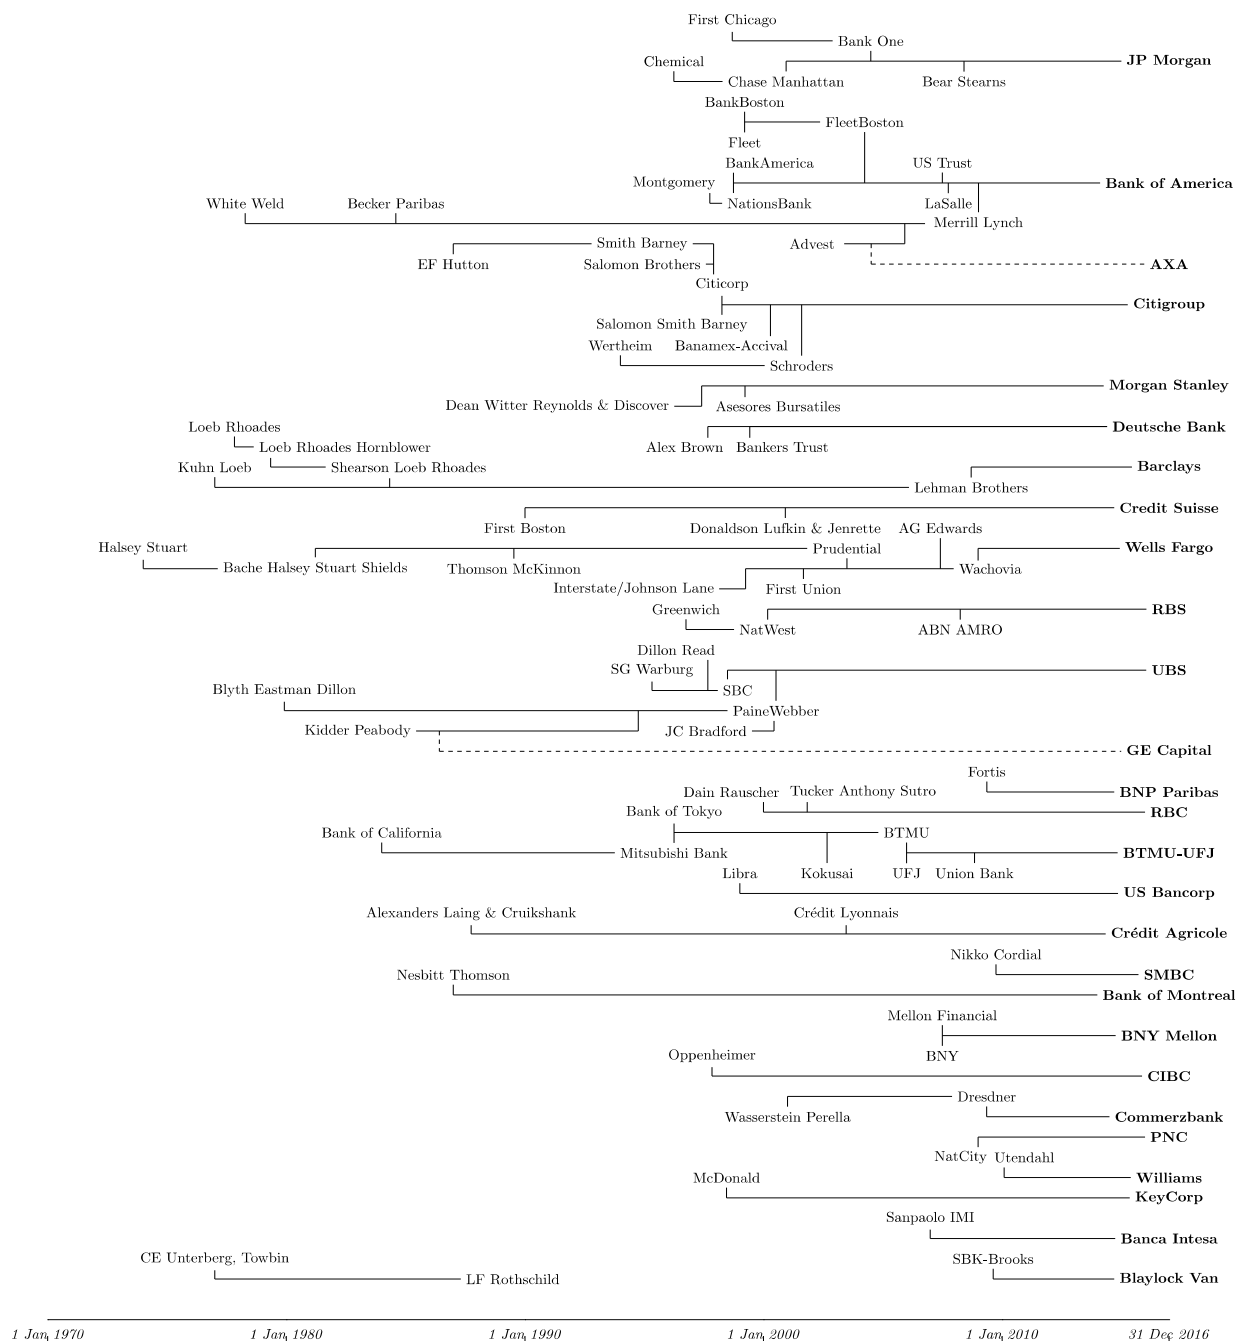 First Chicago
Bank One
JP Morgan
Chemical
Chase Manhattan
Bear Stearns
BankBoston
FleetBoston
Fleet
BankAmerica
US Trust
Montgomery
Bank of America
White Weld
Becker Paribas
NationsBank
LaSalle
Merrill Lynch
Smith Barney
Advest
EF Hutton
Salomon Brothers
AXA
Citicorp
Citigroup
Salomon Smith Barney
Wertheim
Banamex-Accival
Schroders
Morgan Stanley
Dean Witter Reynolds & Discover
Asesores Bursatiles
Loeb Rhoades
Deutsche Bank
Loeb Rhoades Hornblower
Alex Brown
Bankers Trust
Kuhn Loeb
Shearson Loeb Rhoades
Barclays
Lehman Brothers
Credit Suisse
First Boston
Donaldson Lufkin & Jenrette
AG Edwards
Halsey Stuart
Prudential
Wells Fargo
Bache Halsey Stuart Shields
Thomson McKinnon
Wachovia
Interstate/Johnson Lane
First Union
Greenwich
RBS
NatWest
ABN AMRO
Dillon Read
SG Warburg
UBS
Blyth Eastman Dillon
SBC
PaineWebber
Kidder Peabody
JC Bradford
GE Capital
Fortis
Dain Rauscher
Tucker Anthony Sutro
BNP Paribas
Bank of Tokyo
RBC
Bank of California
BTMU
Mitsubishi Bank
BTMU-UFJ
Libra
Kokusai
UFJ
Union Bank
US Bancorp
Alexanders Laing & Cruikshank
Crédit Lyonnais
Crédit Agricole
Nikko Cordial
Nesbitt Thomson
SMBC
Bank of Montreal
Mellon Financial
BNY Mellon
Oppenheimer
BNY
CIBC
Dresdner
Wasserstein Perella
Commerzbank
PNC
NatCity
Utendahl
McDonald
Williams
KeyCorp
Sanpaolo IMI
Banca Intesa
CE Unterberg, Towbin
SBK-Brooks
LF Rothschild
Blaylock Van
1 Jan 1970
1 Jan 1980
1 Jan 1990
1 Jan 2000
1 Jan 2010
31 Dec 2016